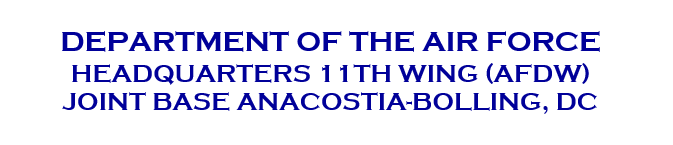 DEPARTMENT OF THE AIR FORCE
HEADQUARTERS 11TH WING (AFDW)
JOINT BASE ANACOSTIA-BOLLING, DC